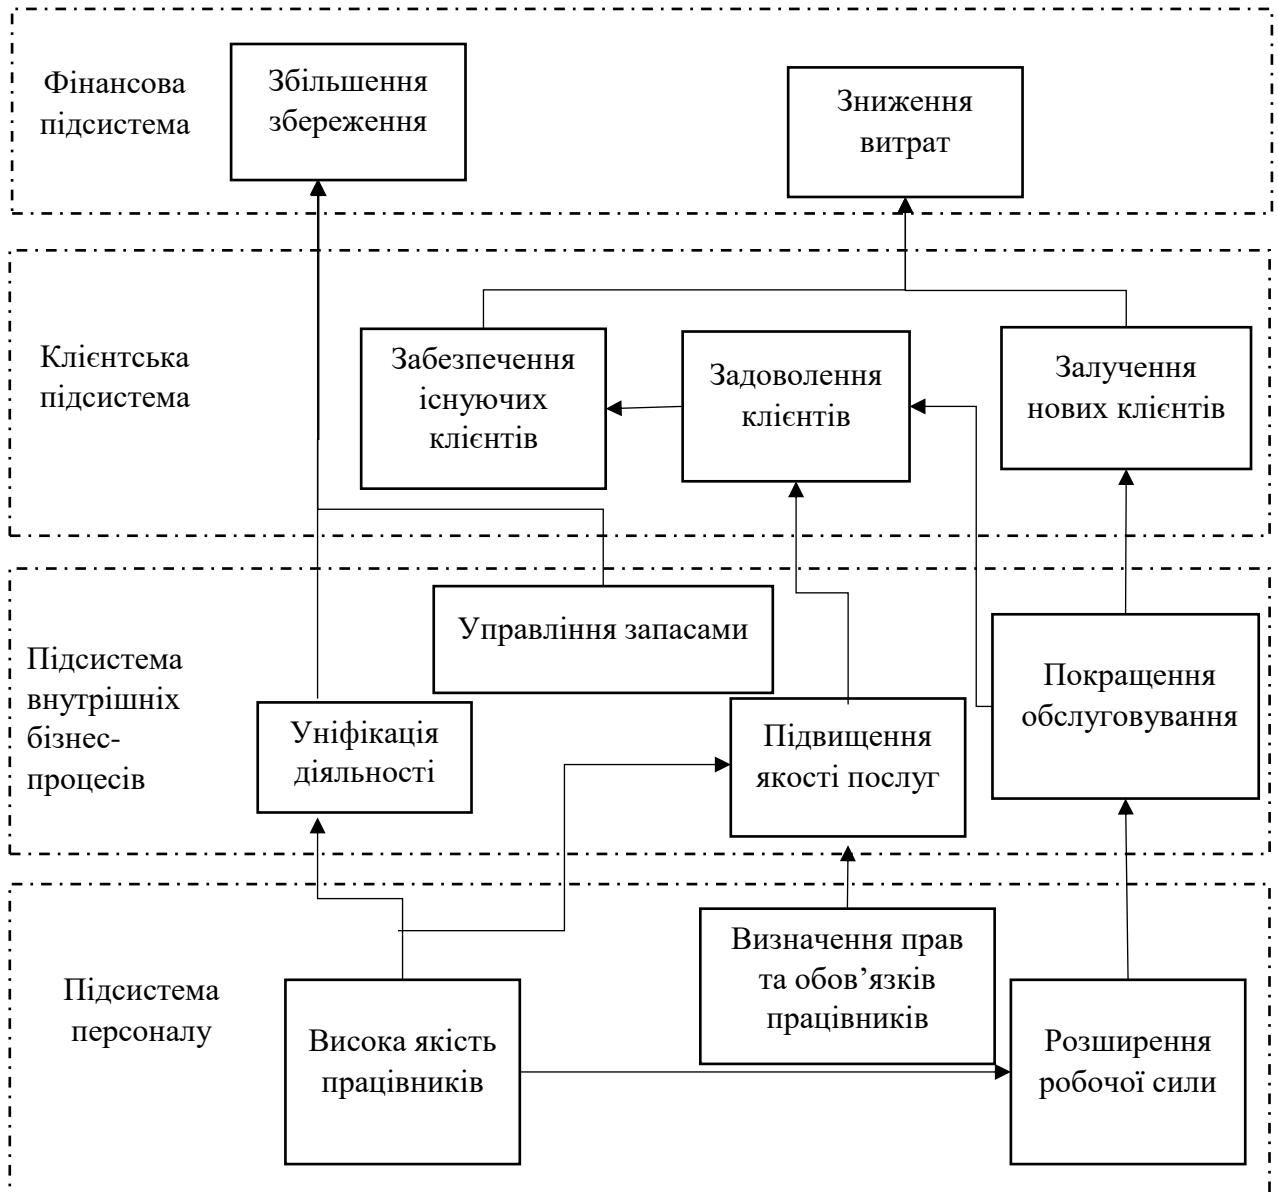 Фінансова
підсистема
Збільшення
збереження
Зниження
витрат
Клієнтська
підсистема
Забезпечення
існуючих
клієнтів
Задоволення
клієнтів
Залучення
нових клієнтів
Підсистема
внутрішніх
бізнес-
процесів
Управління запасами
Уніфікація
діяльності
Підвищення
якості послуг
Покращення
обслуговування
Підсистема
персоналу
Висока якість
працівників
Визначення прав
та обов’язків
працівників
Розширення
робочої сили